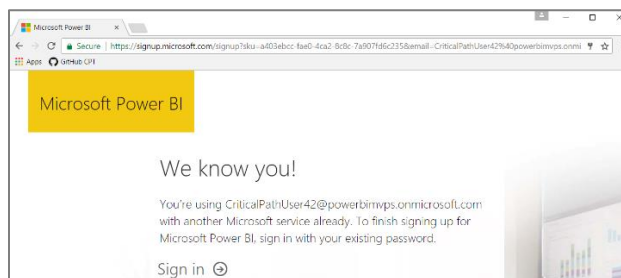 Microsoft Power BI
Secure | https://signup.microsoft.com/signup?sku=a403ebcc-fae0-4ca2-8c8c-7a907fd6c235&email=CriticalPathUser42%40powerbimvps.onmi
Apps GitHub CPT
Microsoft Power BI
We know you!
You're using CriticalPathUser42@powerbimvps.onmicrosoft.com
with another Microsoft service already. To finish signing up for
Microsoft Power BI, sign in with your existing password.
Sign in